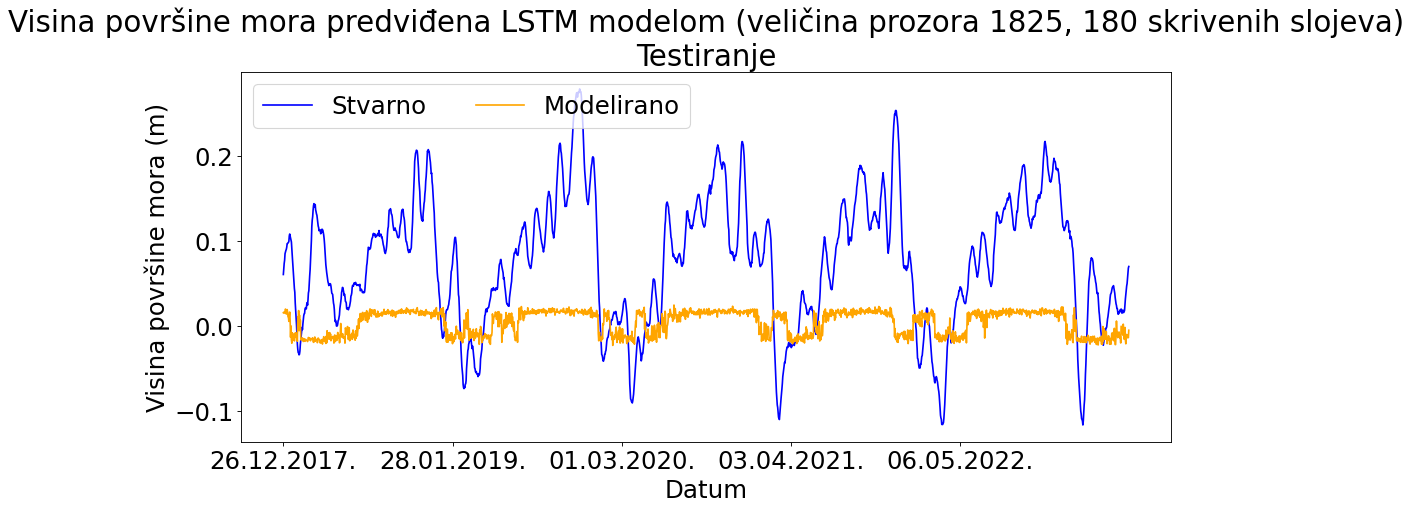 Visina površine mora predviđena LSTM modelom (veličina prozora 1825, 180 skrivenih slojeva)
Testiranje
Stvarno Modelirano
Visina površine mora (m)
0.2
0.1
0.0
−0.1
26.12.2017. 28.01.2019. 01.03.2020. 03.04.2021. 06.05.2022.
Datum